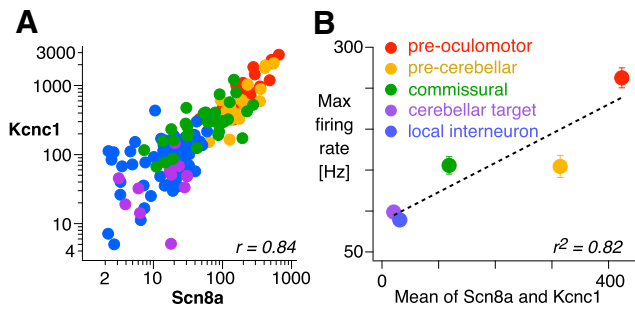 A
3000
1000
Kcnc1
100
10
4
r = 0.84
2
10
100
1000
Scn8a
B
300
pre-oculomotor
pre-cerebellar
commissural
cerebellar target
local interneuron
Max
firing
rate
[Hz]
50
r² = 0.82
0
400
Mean of Scn8a and Kcnc1